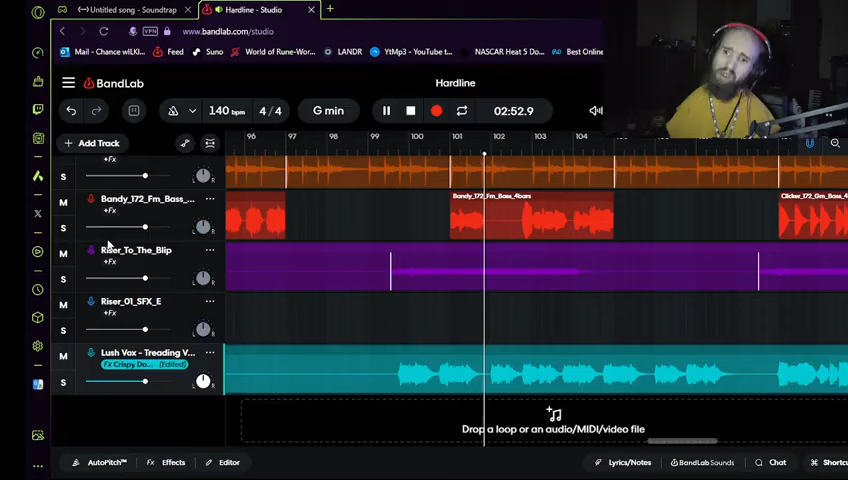 Untitled song - Soundtrap
Hardline - Studio
VPN
www.bandlab.com/studio
Mail - Chance wILKI...
Feed
Suno
World of Rune-Wor...
LANDR
YtMp3 - YouTube t...
NASCAR Heat 5 Do...
Best Online
BandLab
Hardline
140 bpm
4/4
G min
02:52.9
+ Add Track
96 97 99 100 101 103 104
+Fx
S
M
Bandy_172_Fm_Bass_...
+Fx
S
L R
Bandy_172_Fm_Bass_4bars
Clicker_172_Gm_Bass_4
M
Riser_To_The_Blip
+Fx
S
L R
M
Riser_01_SFX_E
+Fx
S
L R
M
Lush Vox - Treading V...
Fx Crispy Do... (Edited)
S
L R
Drop a loop or an audio/MIDI/video file
AutoPitch™
Fx Effects
Editor
Lyrics/Notes
BandLab Sounds
Chat
Shortcu